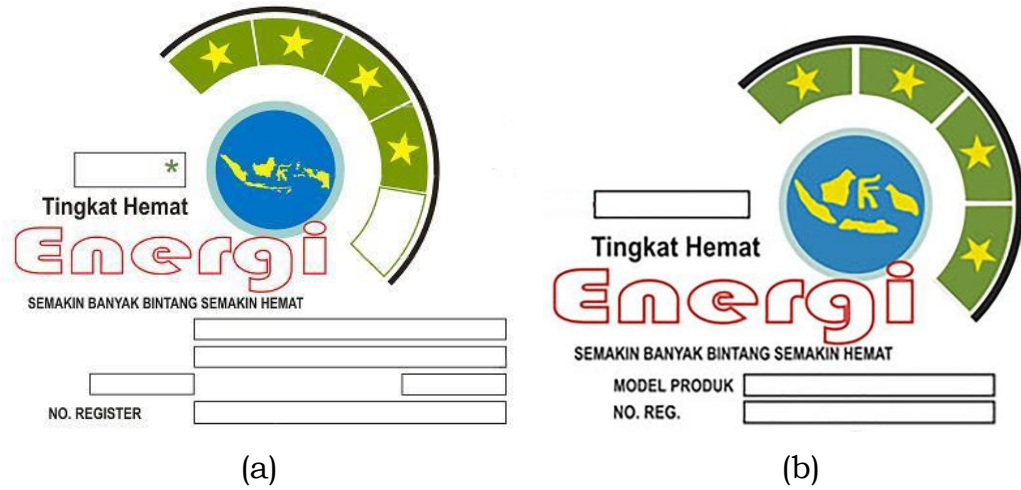 *
Tingkat Hemat
Energi
SEMAKIN BANYAK BINTANG SEMAKIN HEMAT
NO. REGISTER
(a)
Tingkat Hemat
Energi
SEMAKIN BANYAK BINTANG SEMAKIN HEMAT
MODEL PRODUK
NO. REG.
(b)